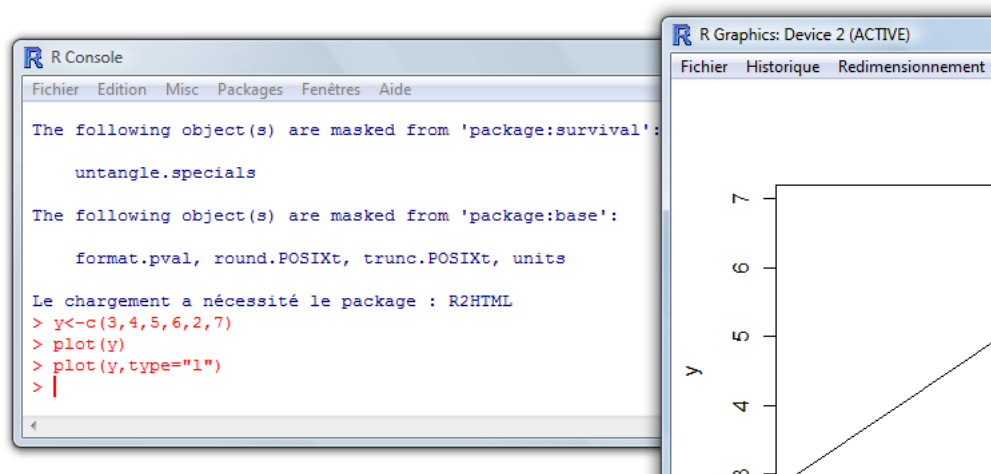 R Console
Fichier Edition Misc Packages Fenêtres Aide
The following object(s) are masked from 'package:survival':
untangle.specials
The following object(s) are masked from 'package:base':
format.pval, round.POSIXt, trunc.POSIXt, units
Le chargement a nécessité le package : R2HTML
> y<-c(3,4,5,6,2,7)
> plot(y)
> plot(y,type="l")
>
R Graphics: Device 2 (ACTIVE)
Fichier Historique Redimensionnement
7
6
5
y
4
3